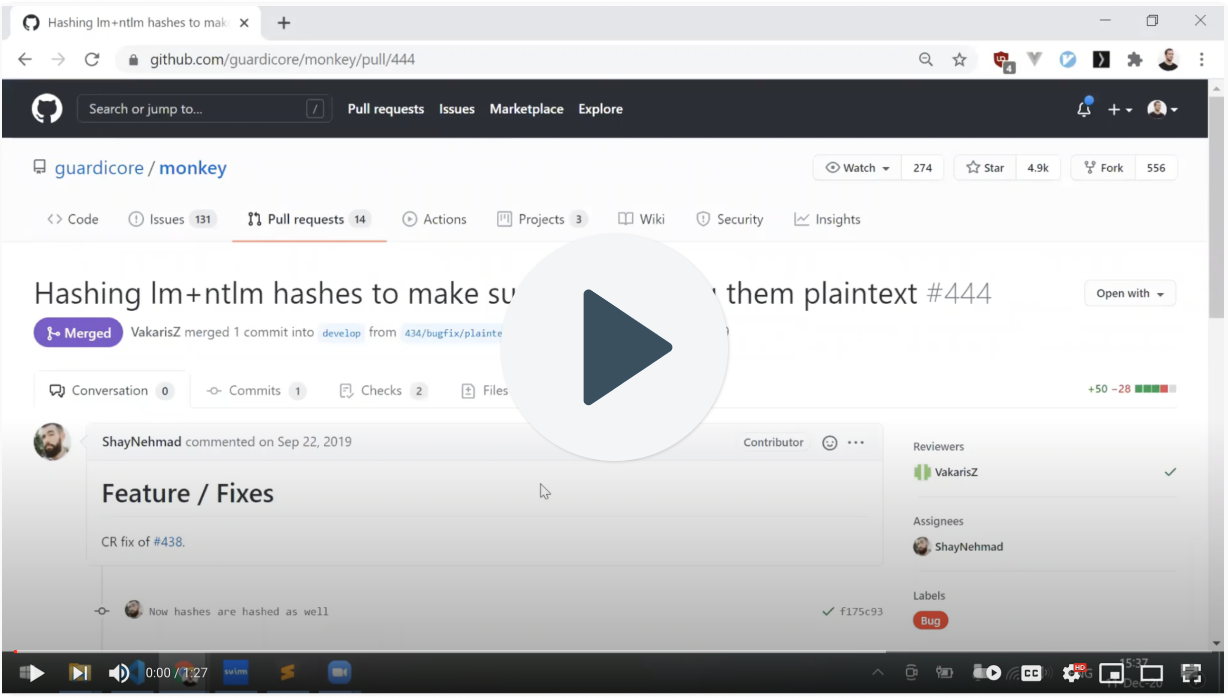 Hashing lm+ntlm hashes to mak
github.com/guardicore/monkey/pull/444
4
Search or jump to... /
Pull requests Issues Marketplace Explore
guardicore / monkey
Watch 274 Star 4.9k Fork 556
Code Issues 131 Pull requests 14 Actions Projects 3 Wiki Security Insights
Hashing lm+ntlm hashes to make su them plaintext #444
Open with
Merged VakarisZ merged 1 commit into develop from 434/bugfix/plainte
Conversation 0 Commits 1 Checks 2 Files
+50 −28
ShayNehmad commented on Sep 22, 2019
Contributor
Feature / Fixes
CR fix of #438.
Now hashes are hashed as well
f175c93
Reviewers
VakarisZ
Assignees
ShayNehmad
Labels
Bug
0:00 / 1:27
swimm
CC
HD
15:37